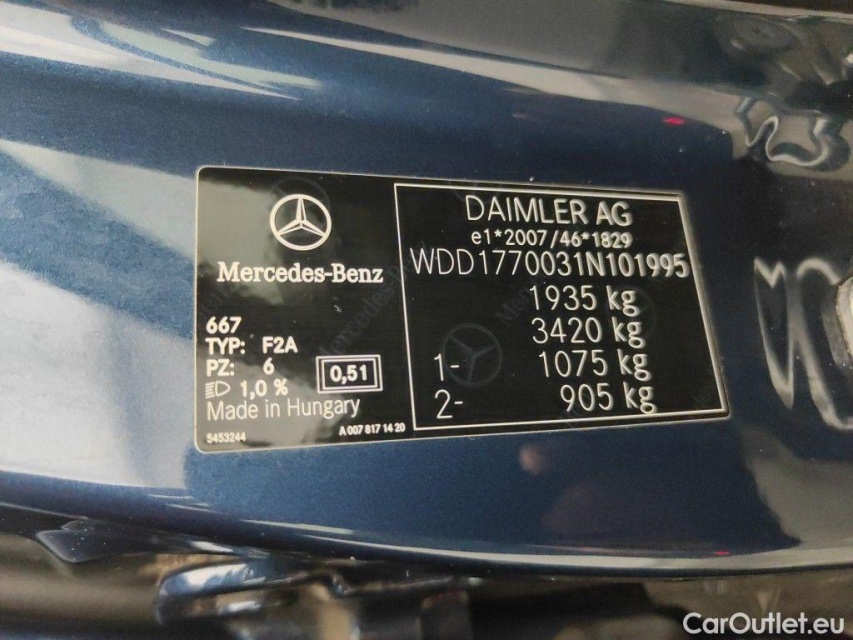 Mercedes-Benz
667
TYP: F2A
PZ: 6
1,0 %
0,51
Made in Hungary
5453244
A 007 817 14 20
DAIMLER AG
e1*2007/46*1829
WDD1770031N101995
1935 kg
3420 kg
1- 1075 kg
2- 905 kg
CarOutlet.eu